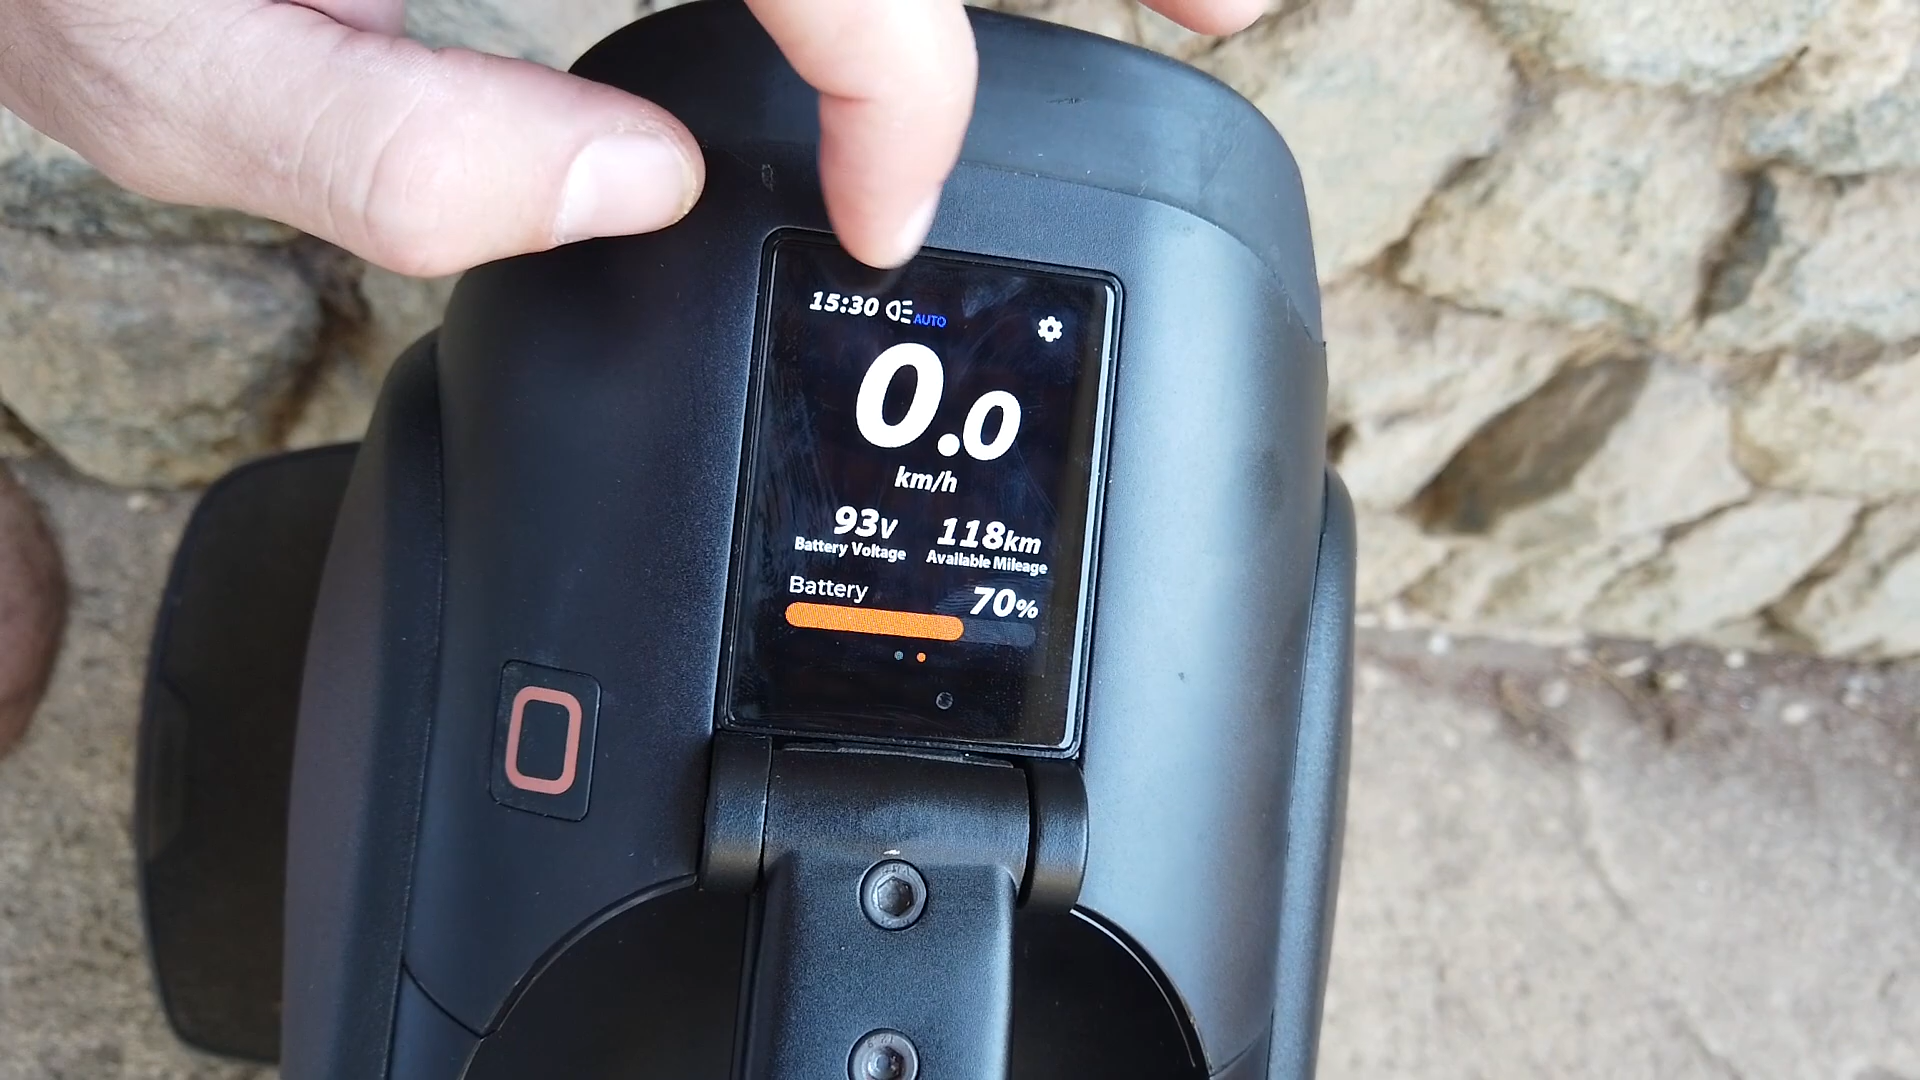 15:30 AUTO
0.0
km/h
93V 118km
Battery Voltage Available Mileage
Battery 70%